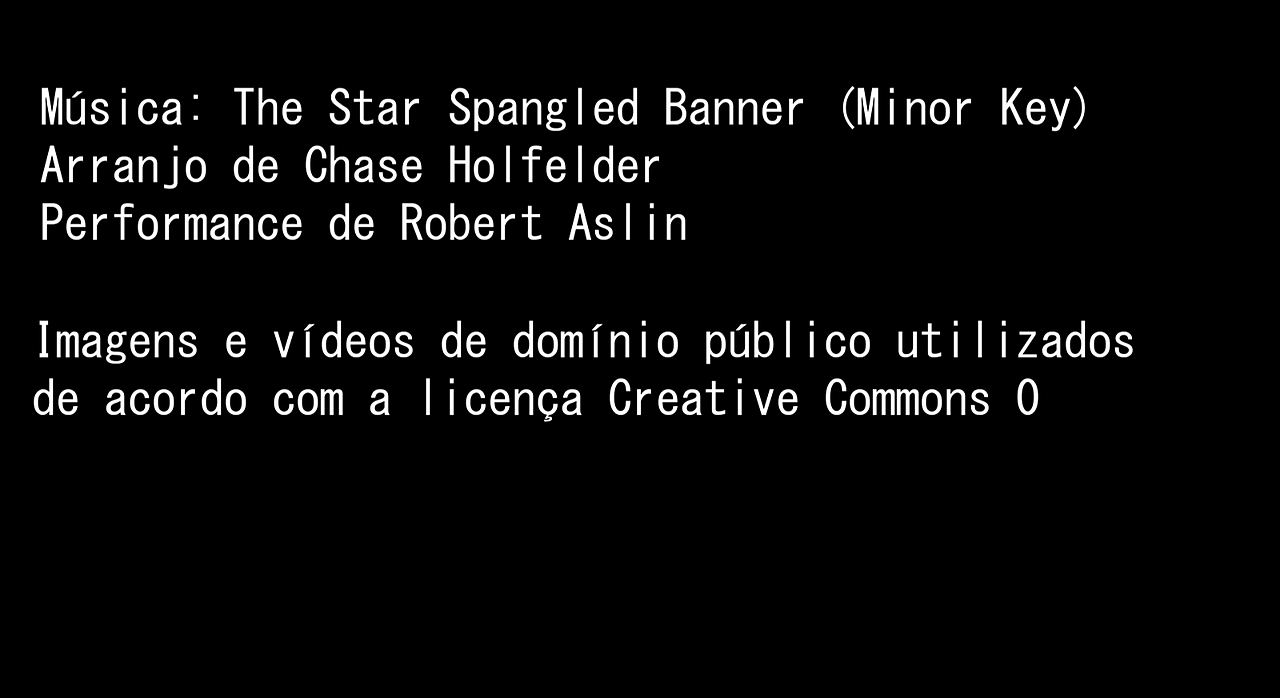 Música: The Star Spangled Banner (Minor Key)
Arranjo de Chase Holfelder
Performance de Robert Aslin
Imagens e vídeos de domínio público utilizados
de acordo com a licença Creative Commons 0